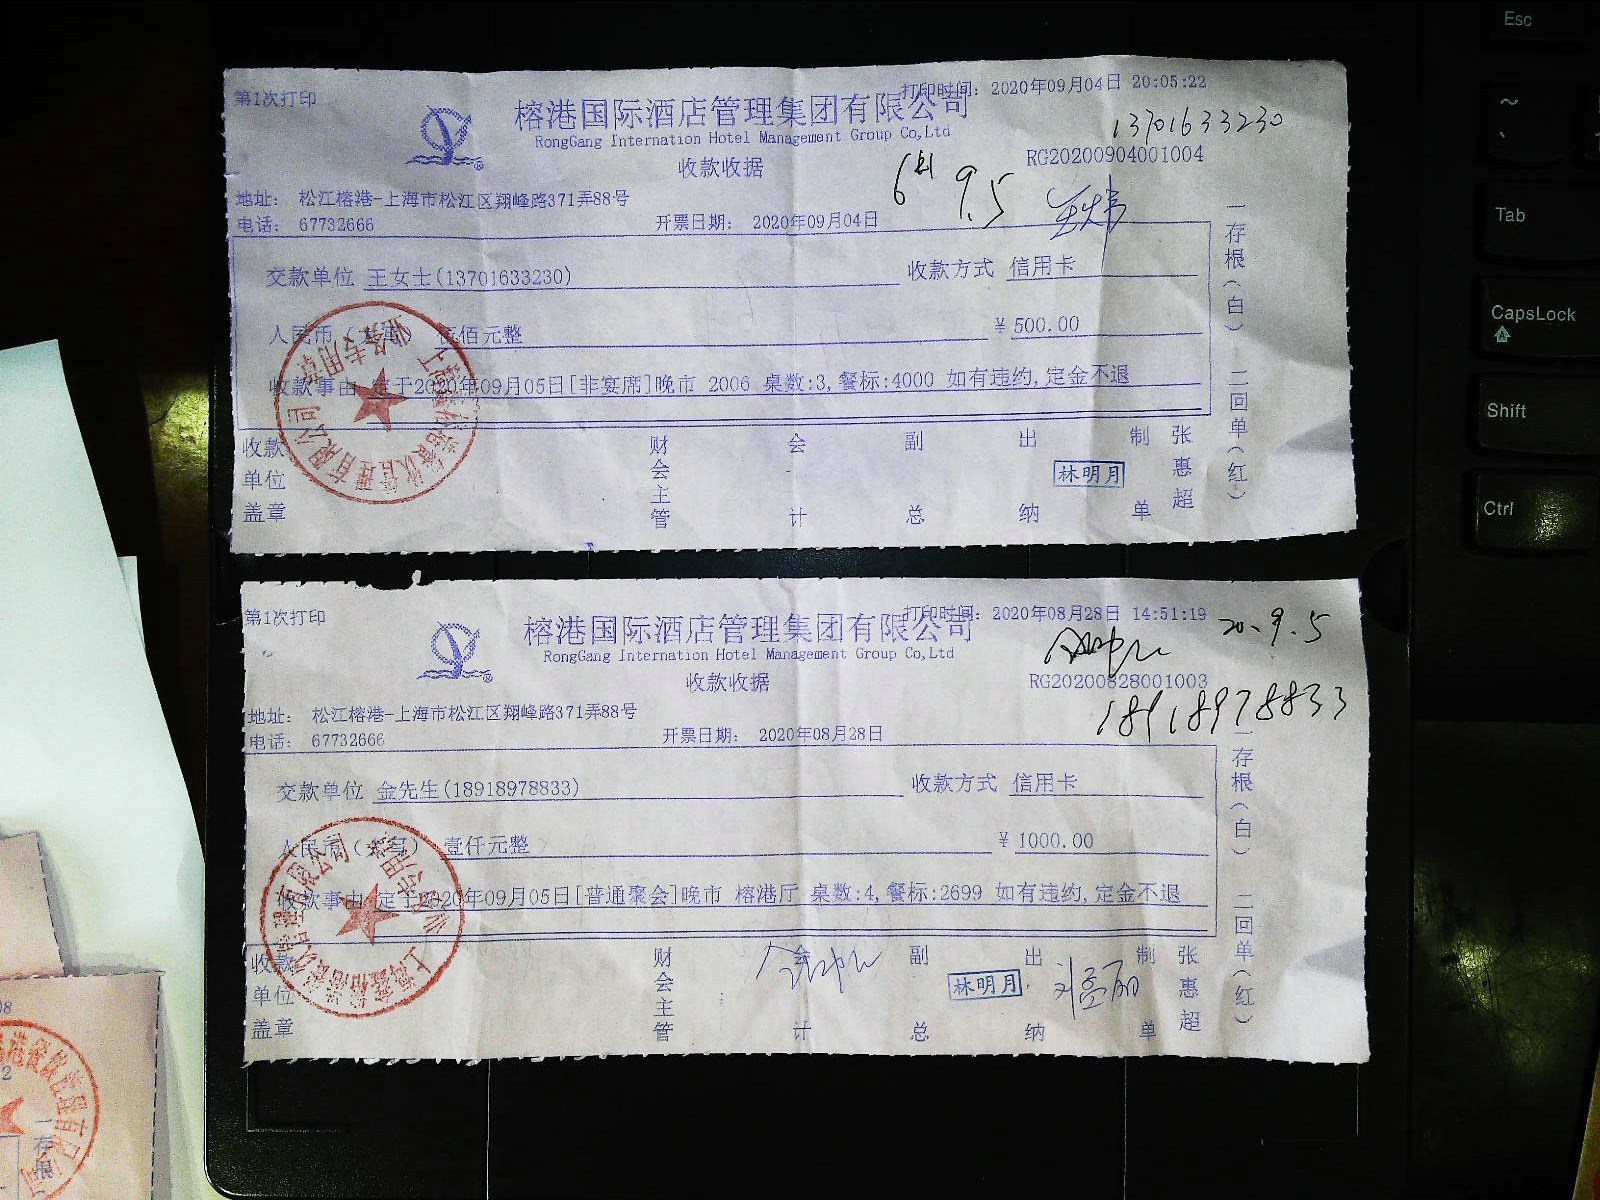 第1次打印
打印时间: 2020年09月04日 20:05:22
榕港国际酒店管理集团有限公司
RongGang Internation Hotel Management Group Co,Ltd
13701633230
收款收据
RG20200904001004
9.5
地址: 松江榕港-上海市松江区翔峰路371弄88号
电话: 67732666
开票日期: 2020年09月04日
交款单位 王女士(13701633230) 收款方式 信用卡
人民币(大写) 伍佰元整 ¥500.00
收款事由 定于2020年09月05日[非宴席]晚市 2006 桌数:3,餐标:4000 如有违约,定金不退
收款单位盖章 财会主管 会计 副总 出纳 林明月 制单 张惠超
一存根(白) 二回单(红)
第1次打印
打印时间: 2020年08月28日 14:51:19
20.9.5
榕港国际酒店管理集团有限公司
RongGang Internation Hotel Management Group Co,Ltd
收款收据
RG20200828001003
18918978833
地址: 松江榕港-上海市松江区翔峰路371弄88号
电话: 67732666
开票日期: 2020年08月28日
交款单位 金先生(18918978833) 收款方式 信用卡
人民币(大写) 壹仟元整 ¥1000.00
收款事由 定于2020年09月05日[普通聚会]晚市 榕港厅 桌数:4,餐标:2699 如有违约,定金不退
收款单位盖章 财会主管 会计 副总 林明月 出纳 制单 张惠超
一存根(白) 二回单(红)
Esc
Tab
CapsLock
Shift
Ctrl